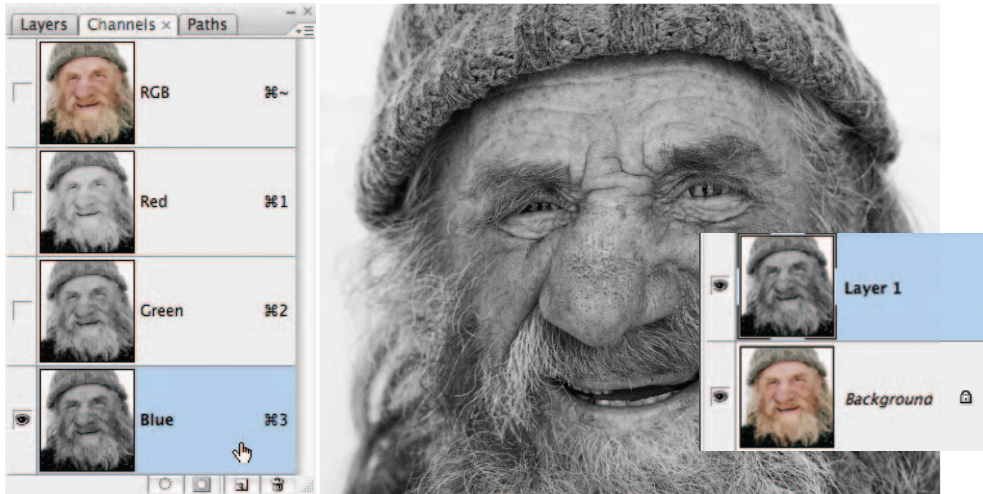 Layers Channels × Paths
RGB ⌘~
Red ⌘1
Green ⌘2
Blue ⌘3
Layer 1
Background